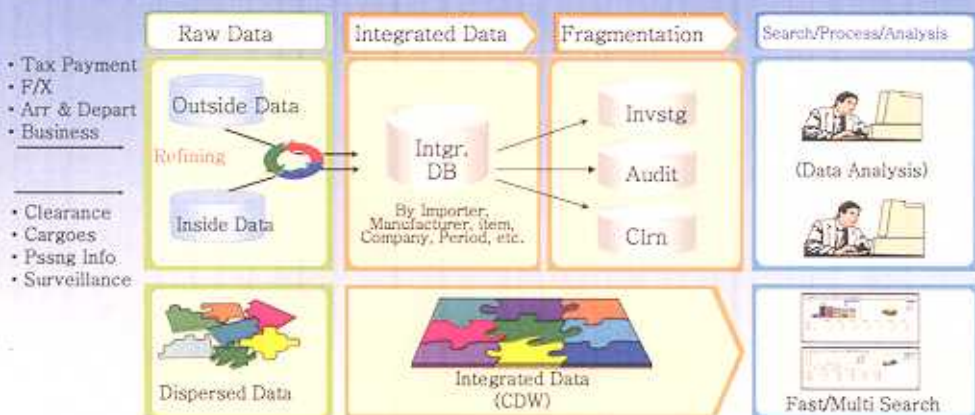 Raw Data
Integrated Data
Fragmentation
Search/Process/Analysis
• Tax Payment
• F/X
• Arr & Depart
• Business
• Clearance
• Cargoes
• Pssng Info
• Surveillance
Outside Data
Refining
Inside Data
Intgr.
DB
By Importer,
Manufacturer, item,
Company, Period, etc.
Invstg
Audit
Clrn
(Data Analysis)
Dispersed Data
Integrated Data
(CDW)
Fast/Multi Search